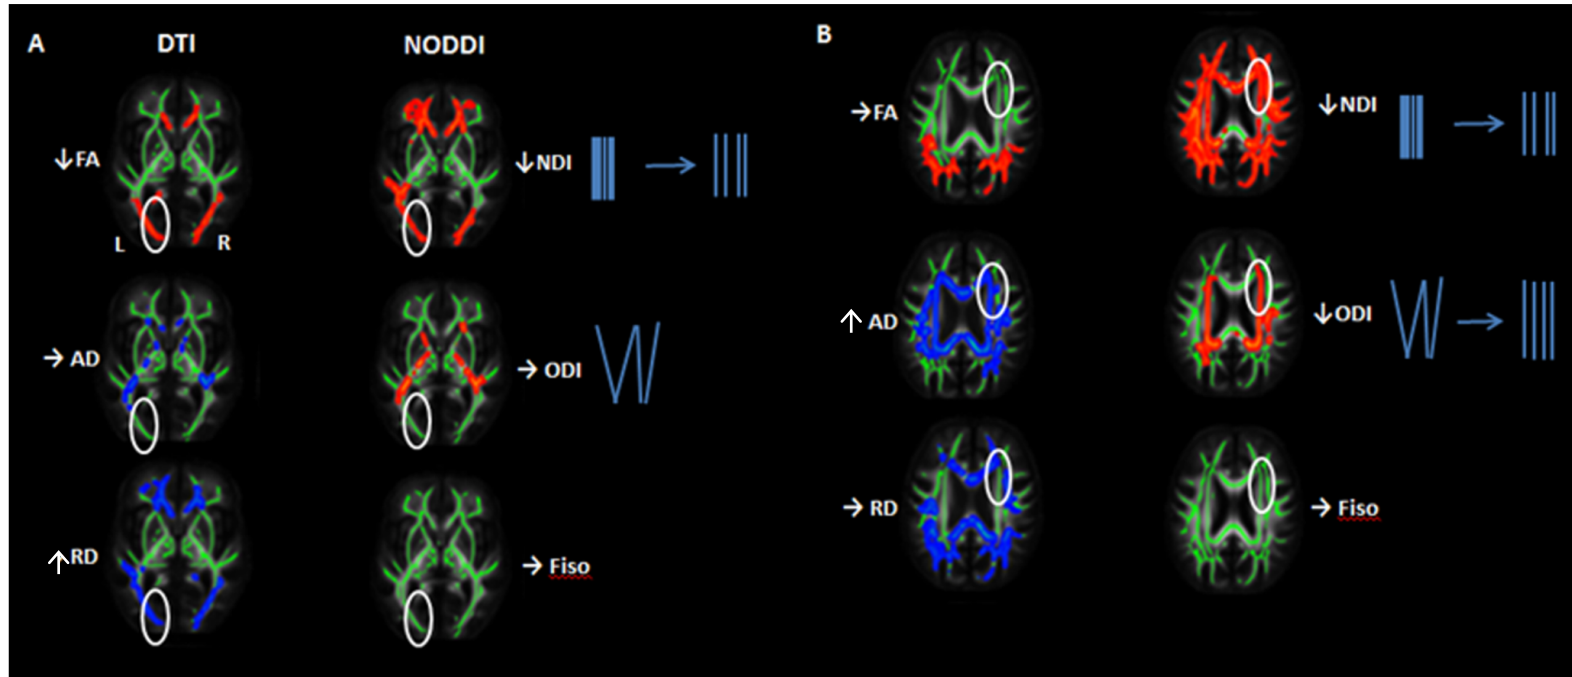 A
DTI
NODDI
↓FA
↓NDI
L
R
→ AD
→ ODI
↑RD
→ Fiso
B
→FA
↓NDI
↑ AD
↓ODI
→ RD
→ Fiso